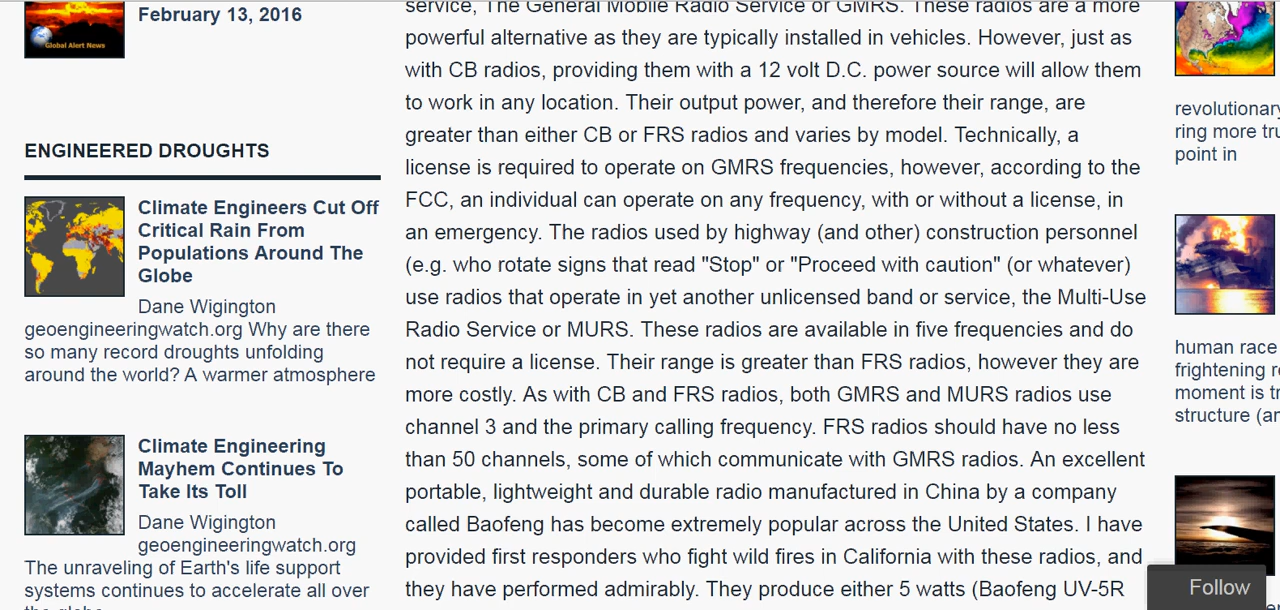 February 13, 2016
Global Alert News
ENGINEERED DROUGHTS
Climate Engineers Cut Off
Critical Rain From
Populations Around The
Globe
Dane Wigington
geoengineeringwatch.org Why are there
so many record droughts unfolding
around the world? A warmer atmosphere
Climate Engineering
Mayhem Continues To
Take Its Toll
Dane Wigington
geoengineeringwatch.org
The unraveling of Earth's life support
systems continues to accelerate all over
the globe
service, The General Mobile Radio Service or GMRS. These radios are a more
powerful alternative as they are typically installed in vehicles. However, just as
with CB radios, providing them with a 12 volt D.C. power source will allow them
to work in any location. Their output power, and therefore their range, are
greater than either CB or FRS radios and varies by model. Technically, a
license is required to operate on GMRS frequencies, however, according to the
FCC, an individual can operate on any frequency, with or without a license, in
an emergency. The radios used by highway (and other) construction personnel
(e.g. who rotate signs that read "Stop" or "Proceed with caution" (or whatever)
use radios that operate in yet another unlicensed band or service, the Multi-Use
Radio Service or MURS. These radios are available in five frequencies and do
not require a license. Their range is greater than FRS radios, however they are
more costly. As with CB and FRS radios, both GMRS and MURS radios use
channel 3 and the primary calling frequency. FRS radios should have no less
than 50 channels, some of which communicate with GMRS radios. An excellent
portable, lightweight and durable radio manufactured in China by a company
called Baofeng has become extremely popular across the United States. I have
provided first responders who fight wild fires in California with these radios, and
they have performed admirably. They produce either 5 watts (Baofeng UV-5R
revolutionary
ring more tru
point in
human race
frightening r
moment is tr
structure (an
Follow